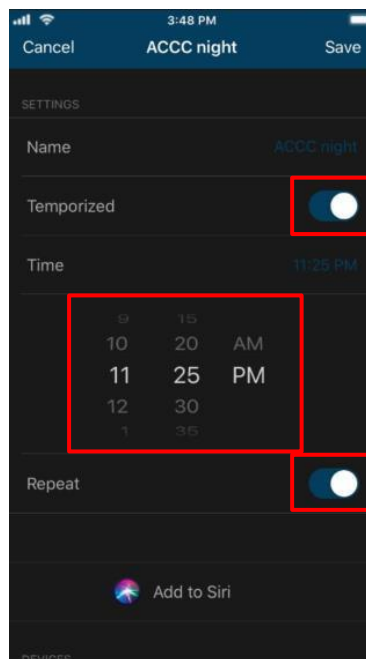 3:48 PM
Cancel ACCC night Save
SETTINGS
Name ACCC night
Temporized
Time 11:25 PM
9 15
10 20 AM
11 25 PM
12 30
1 35
Repeat
Add to Siri
DEVICES